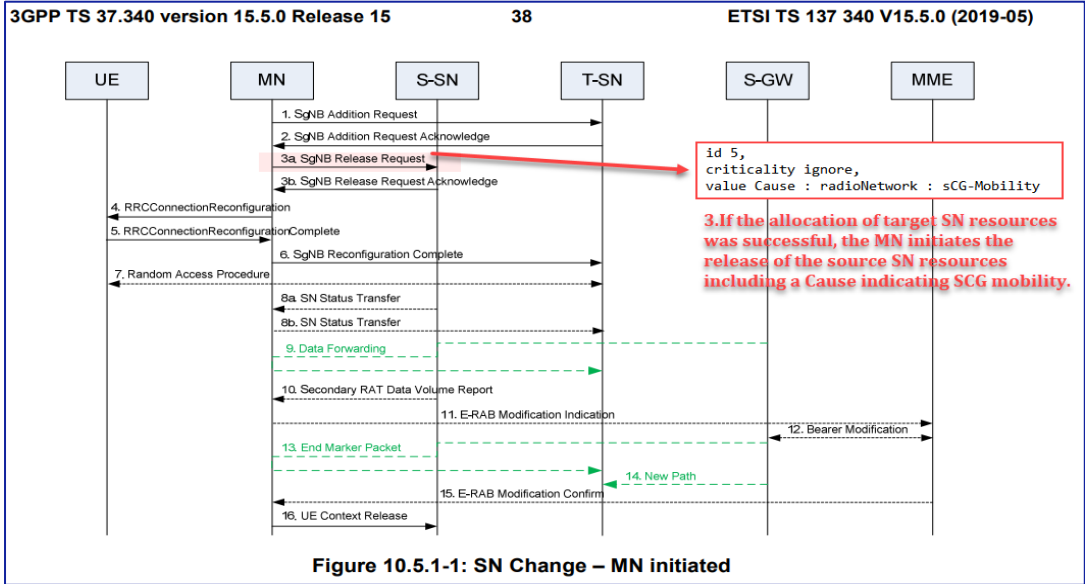 3GPP TS 37.340 version 15.5.0 Release 15 38 ETSI TS 137 340 V15.5.0 (2019-05)
UE MN S-SN T-SN S-GW MME
1. SgNB Addition Request
2. SgNB Addition Request Acknowledge
3a. SgNB Release Request
3b. SgNB Release Request Acknowledge
4. RRCConnectionReconfiguration
5. RRCConnectionReconfigurationComplete
6. SgNB Reconfiguration Complete
7. Random Access Procedure
8a. SN Status Transfer
8b. SN Status Transfer
9. Data Forwarding
10. Secondary RAT Data Volume Report
11. E-RAB Modification Indication
12. Bearer Modification
13. End Marker Packet
14. New Path
15. E-RAB Modification Confirm
16. UE Context Release
id 5,
criticality ignore,
value Cause : radioNetwork : sCG-Mobility
3.If the allocation of target SN resources
was successful, the MN initiates the
release of the source SN resources
including a Cause indicating SCG mobility.
Figure 10.5.1-1: SN Change – MN initiated